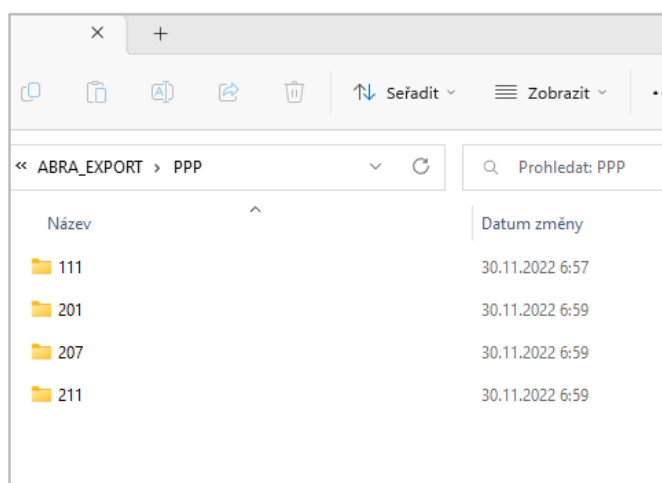 Seřadit
Zobrazit
« ABRA_EXPORT > PPP
Prohledat: PPP
Název
Datum změny
111
30.11.2022 6:57
201
30.11.2022 6:59
207
30.11.2022 6:59
211
30.11.2022 6:59